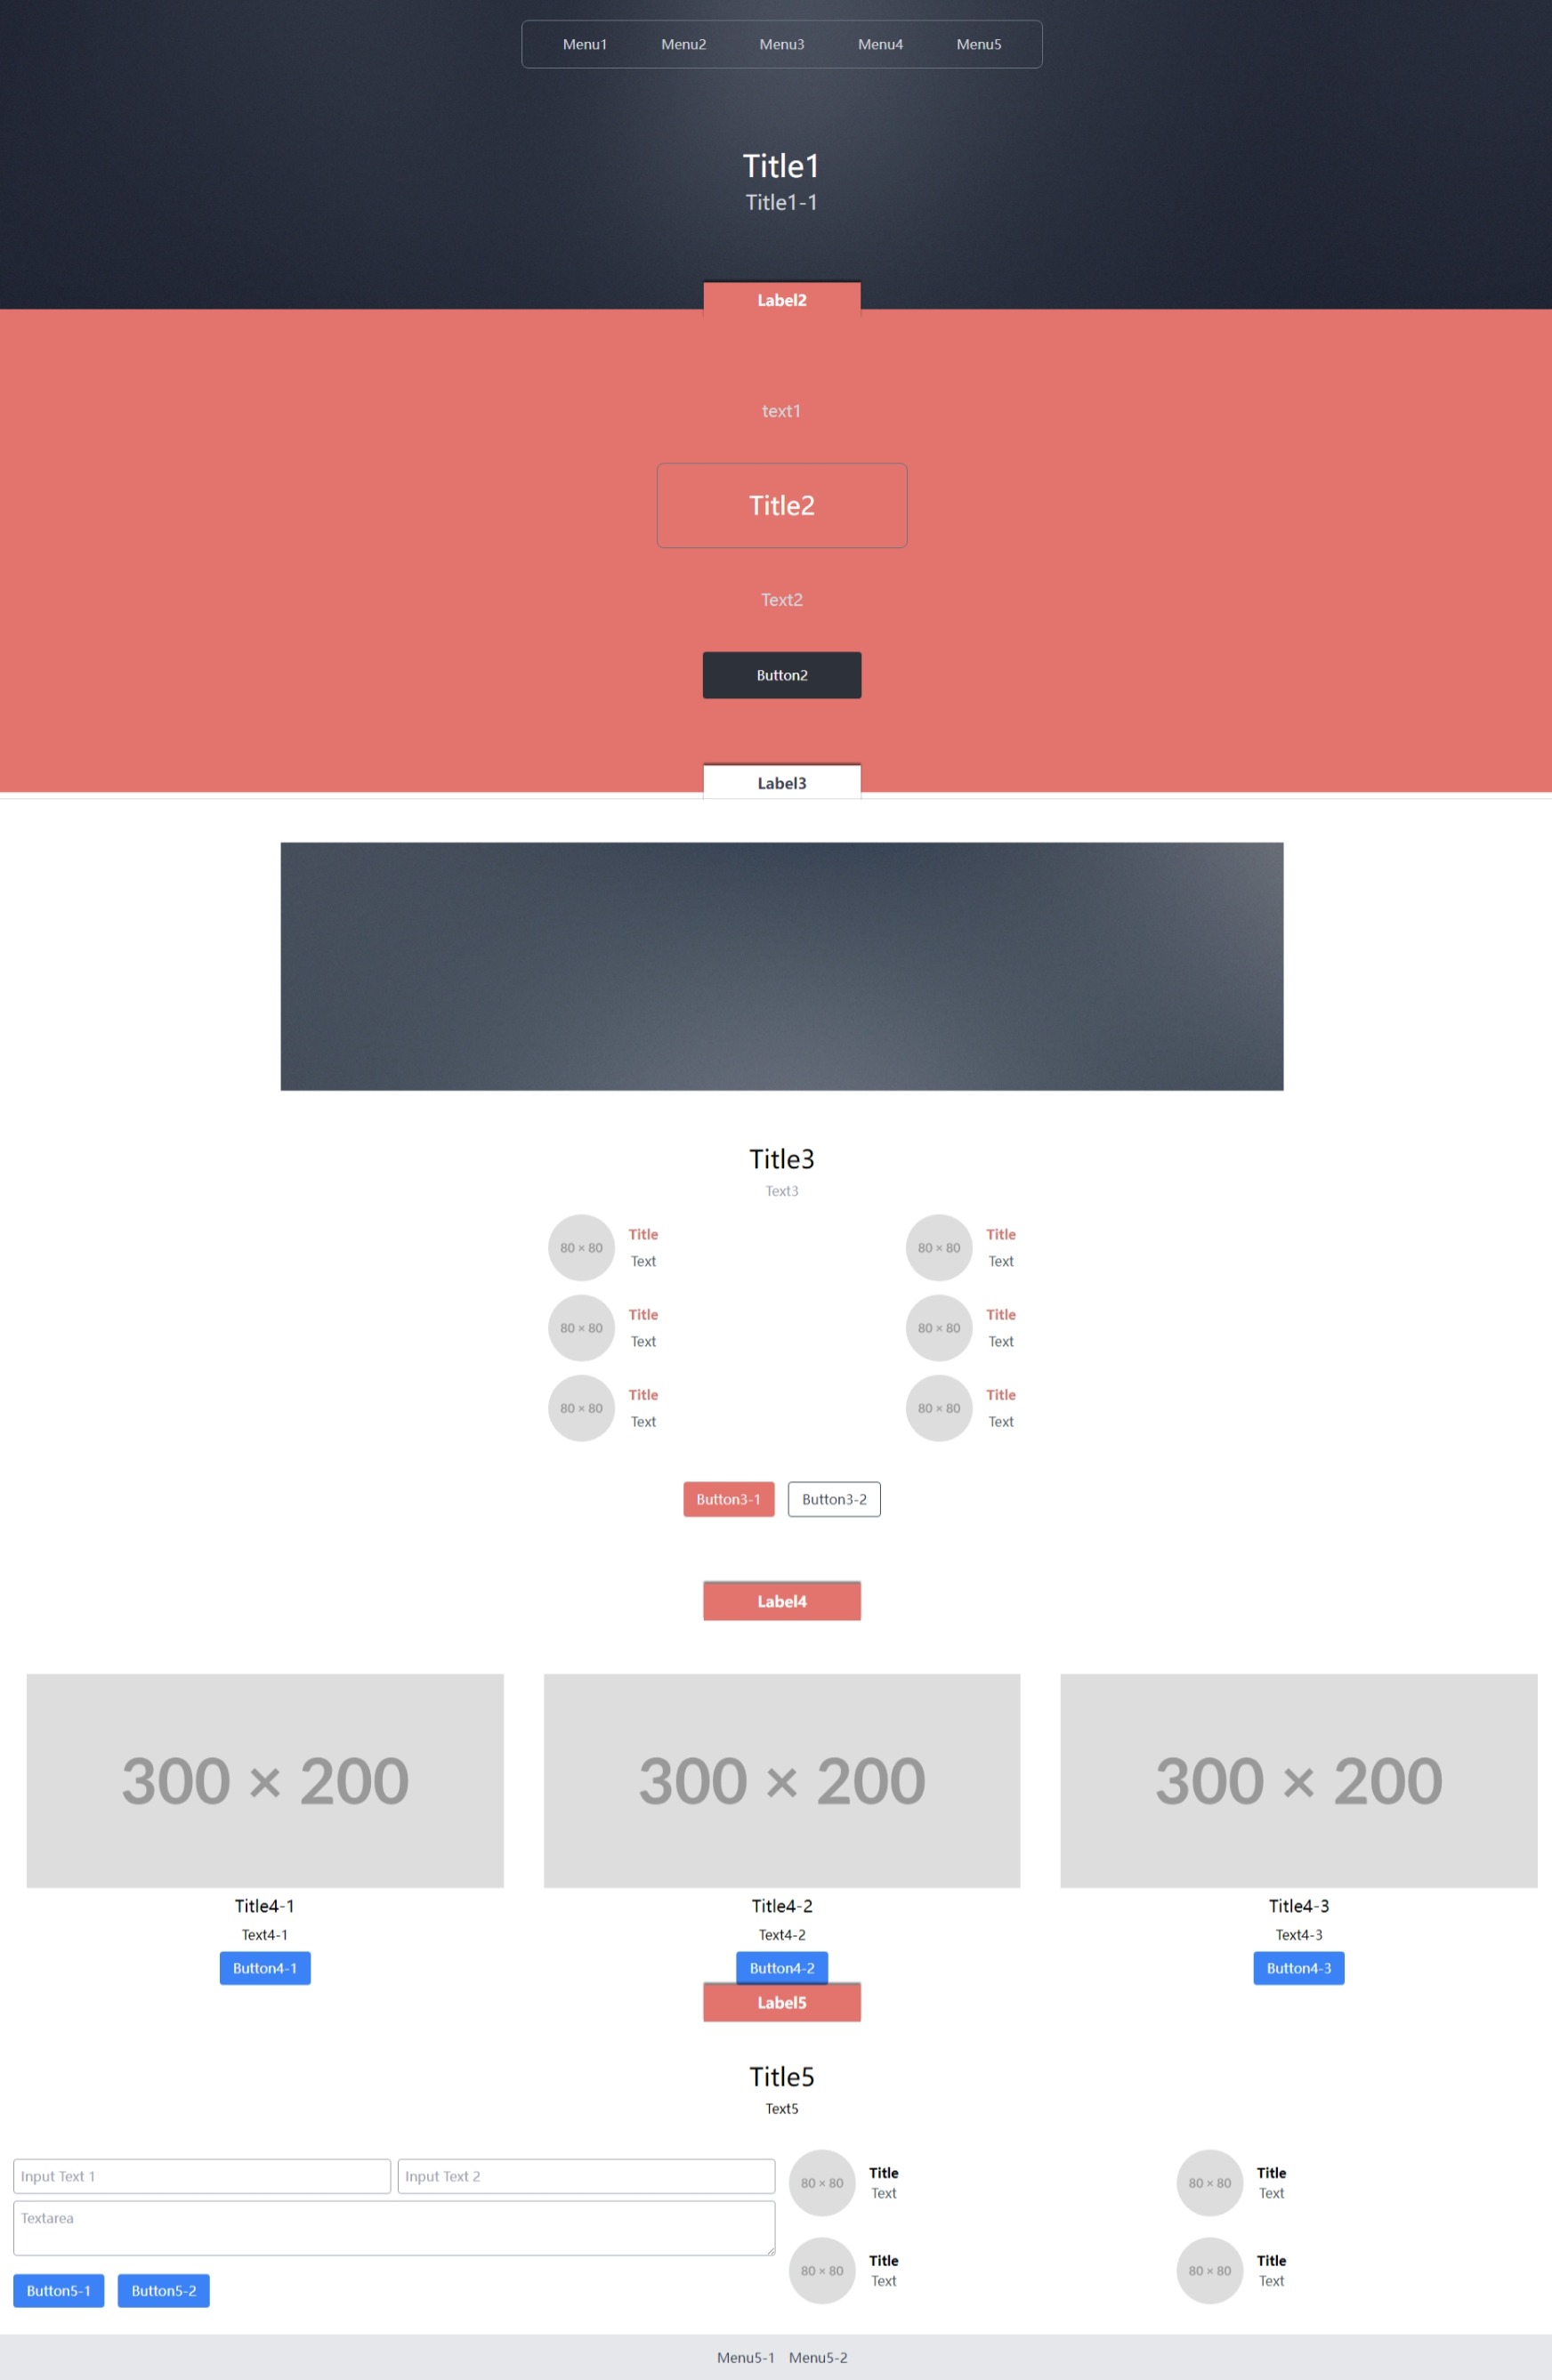 Menu1 Menu2 Menu3 Menu4 Menu5
Title1
Title1-1
Label2
text1
Title2
Text2
Button2
Label3
Title3
Text3
80 × 80 Title 80 × 80 Title
Text Text
80 × 80 Title 80 × 80 Title
Text Text
80 × 80 Title 80 × 80 Title
Text Text
Button3-1 Button3-2
Label4
300 × 200 300 × 200 300 × 200
Title4-1 Title4-2 Title4-3
Text4-1 Text4-2 Text4-3
Button4-1 Button4-2 Button4-3
Label5
Title5
Text5
Input Text 1 Input Text 2
Textarea
Button5-1 Button5-2
80 × 80 Title 80 × 80 Title
Text Text
80 × 80 Title 80 × 80 Title
Text Text
Menu5-1 Menu5-2